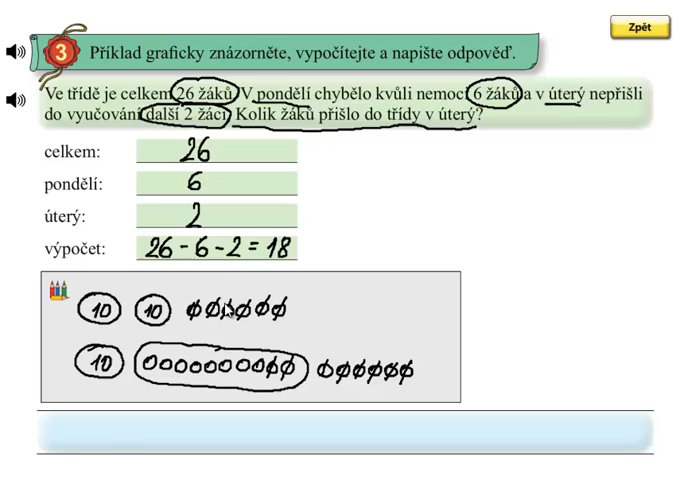 Zpět
3 Příklad graficky znázorněte, vypočítejte a napište odpověď.
Ve třídě je celkem 26 žáků. V pondělí chybělo kvůli nemoci 6 žáků a v úterý nepřišli
do vyučování další 2 žáci. Kolik žáků přišlo do třídy v úterý?
celkem: 26
pondělí: 6
úterý: 2
výpočet: 26 - 6 - 2 = 18
10 10
10